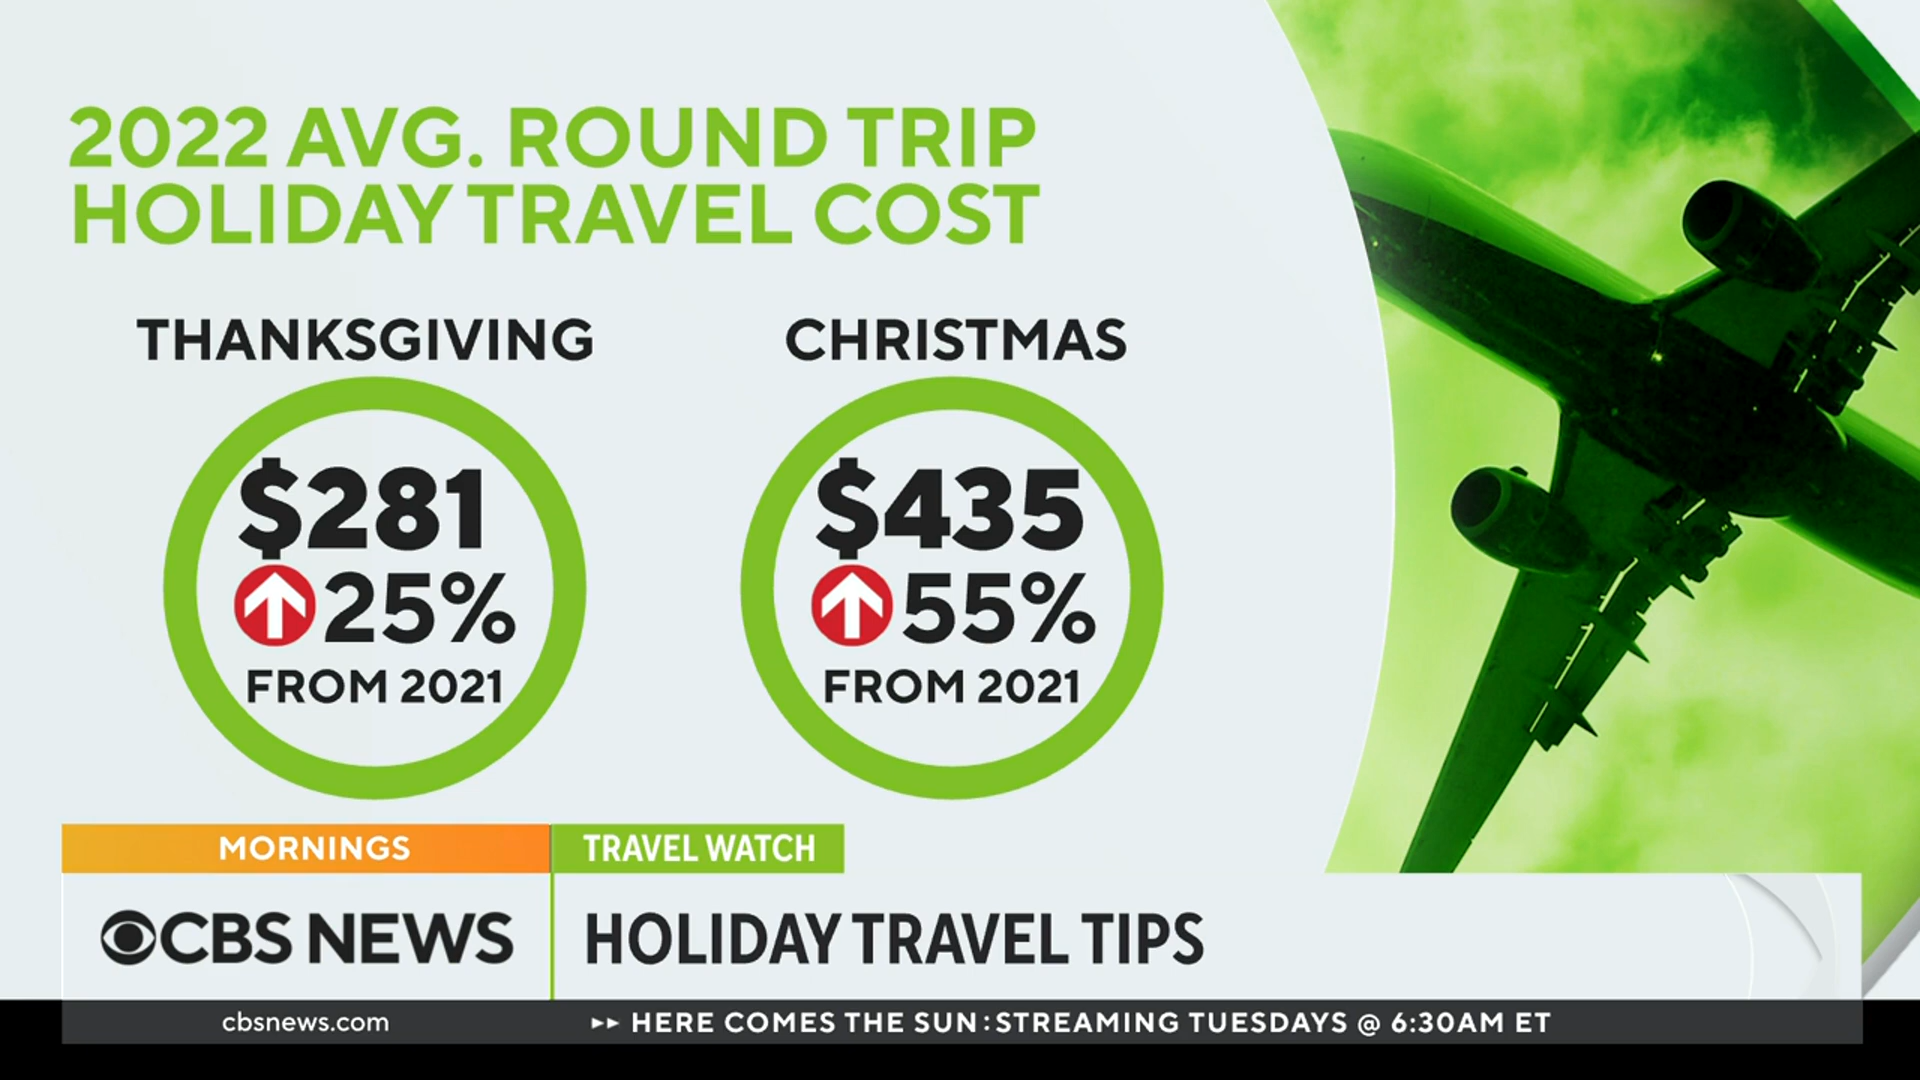 2022 AVG. ROUND TRIP
HOLIDAY TRAVEL COST
THANKSGIVING
$281
25%
FROM 2021
CHRISTMAS
$435
55%
FROM 2021
MORNINGS
TRAVEL WATCH
CBS NEWS
HOLIDAY TRAVEL TIPS
cbsnews.com
HERE COMES THE SUN: STREAMING TUESDAYS @ 6:30AM ET